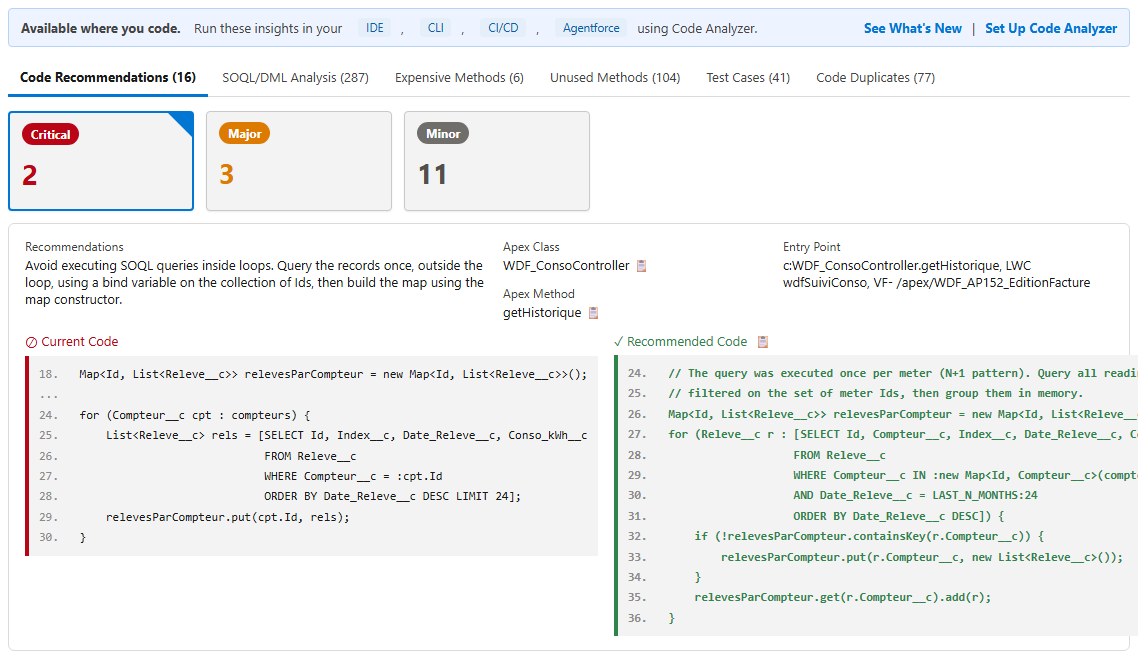 Available where you code. Run these insights in your IDE , CLI , CI/CD , Agentforce using Code Analyzer. See What's New | Set Up Code Analyzer
Code Recommendations (16) SOQL/DML Analysis (287) Expensive Methods (6) Unused Methods (104) Test Cases (41) Code Duplicates (77)
Critical
2
Major
3
Minor
11
Recommendations
Avoid executing SOQL queries inside loops. Query the records once, outside the
loop, using a bind variable on the collection of Ids, then build the map using the
map constructor.
Apex Class
WDF_ConsoController
Apex Method
getHistorique
Entry Point
c:WDF_ConsoController.getHistorique, LWC
wdfSuiviConso, VF- /apex/WDF_AP152_EditionFacture
Current Code
18. Map<Id, List<Releve__c>> relevesParCompteur = new Map<Id, List<Releve__c>>();
...
24. for (Compteur__c cpt : compteurs) {
25. List<Releve__c> rels = [SELECT Id, Index__c, Date_Releve__c, Conso_kWh__c
26. FROM Releve__c
27. WHERE Compteur__c = :cpt.Id
28. ORDER BY Date_Releve__c DESC LIMIT 24];
29. relevesParCompteur.put(cpt.Id, rels);
30. }
✓ Recommended Code
24. // The query was executed once per meter (N+1 pattern). Query all readi
25. // filtered on the set of meter Ids, then group them in memory.
26. Map<Id, List<Releve__c>> relevesParCompteur = new Map<Id, List<Releve__
27. for (Releve__c r : [SELECT Id, Compteur__c, Index__c, Date_Releve__c, Co
28. FROM Releve__c
29. WHERE Compteur__c IN :new Map<Id, Compteur__c>(compt
30. AND Date_Releve__c = LAST_N_MONTHS:24
31. ORDER BY Date_Releve__c DESC]) {
32. if (!relevesParCompteur.containsKey(r.Compteur__c)) {
33. relevesParCompteur.put(r.Compteur__c, new List<Releve__c>());
34. }
35. relevesParCompteur.get(r.Compteur__c).add(r);
36. }